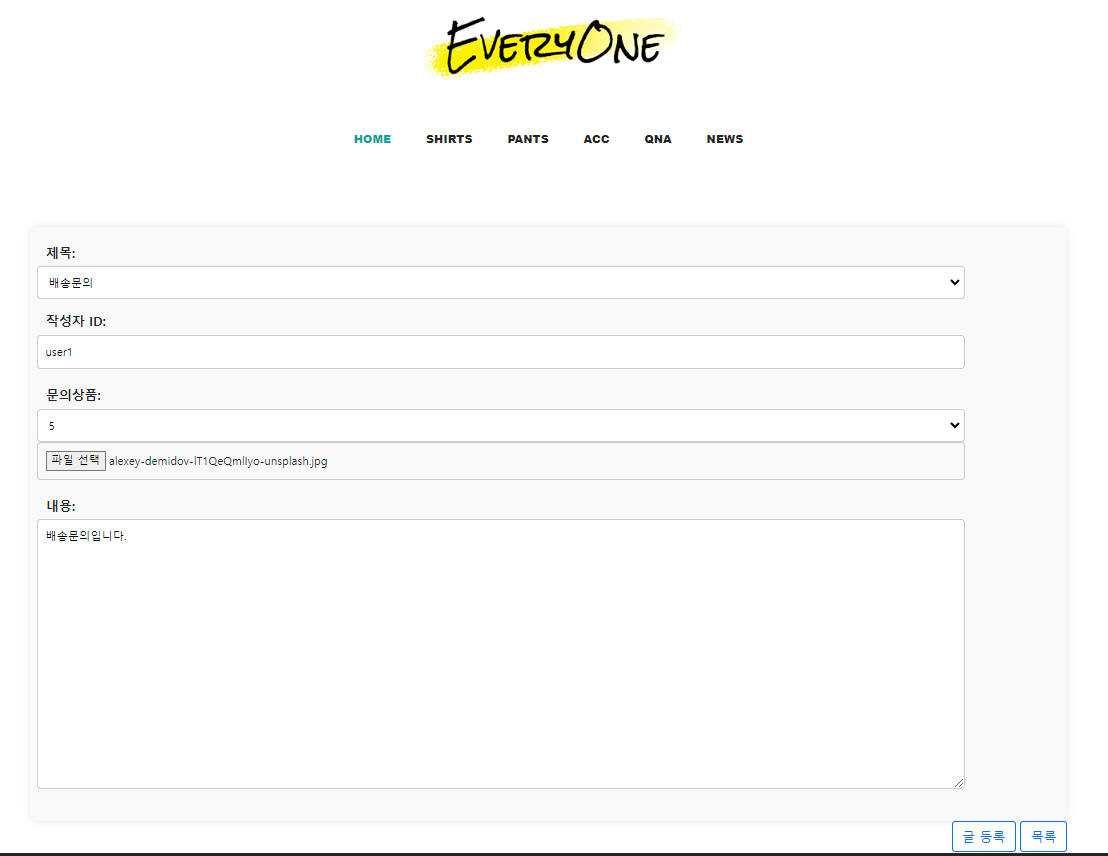 EVERYONE
HOME SHIRTS PANTS ACC QNA NEWS
제목:
배송문의
작성자 ID:
user1
문의상품:
5
파일 선택 alexey-demidov-lT1QeQmlIyo-unsplash.jpg
내용:
배송문의입니다.
글 등록 목록